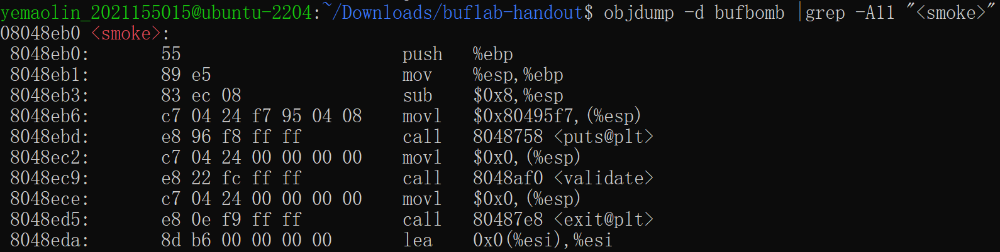 yemaolin_2021155015@ubuntu-2204:~/Downloads/buflab-handout$ objdump -d bufbomb |grep -A11 "<smoke>"
08048eb0 <smoke>:
 8048eb0:	55	push   %ebp
 8048eb1:	89 e5	mov    %esp,%ebp
 8048eb3:	83 ec 08	sub    $0x8,%esp
 8048eb6:	c7 04 24 f7 95 04 08	movl   $0x80495f7,(%esp)
 8048ebd:	e8 96 f8 ff ff	call   8048758 <puts@plt>
 8048ec2:	c7 04 24 00 00 00 00	movl   $0x0,(%esp)
 8048ec9:	e8 22 fc ff ff	call   8048af0 <validate>
 8048ece:	c7 04 24 00 00 00 00	movl   $0x0,(%esp)
 8048ed5:	e8 0e f9 ff ff	call   80487e8 <exit@plt>
 8048eda:	8d b6 00 00 00 00	lea    0x0(%esi),%esi